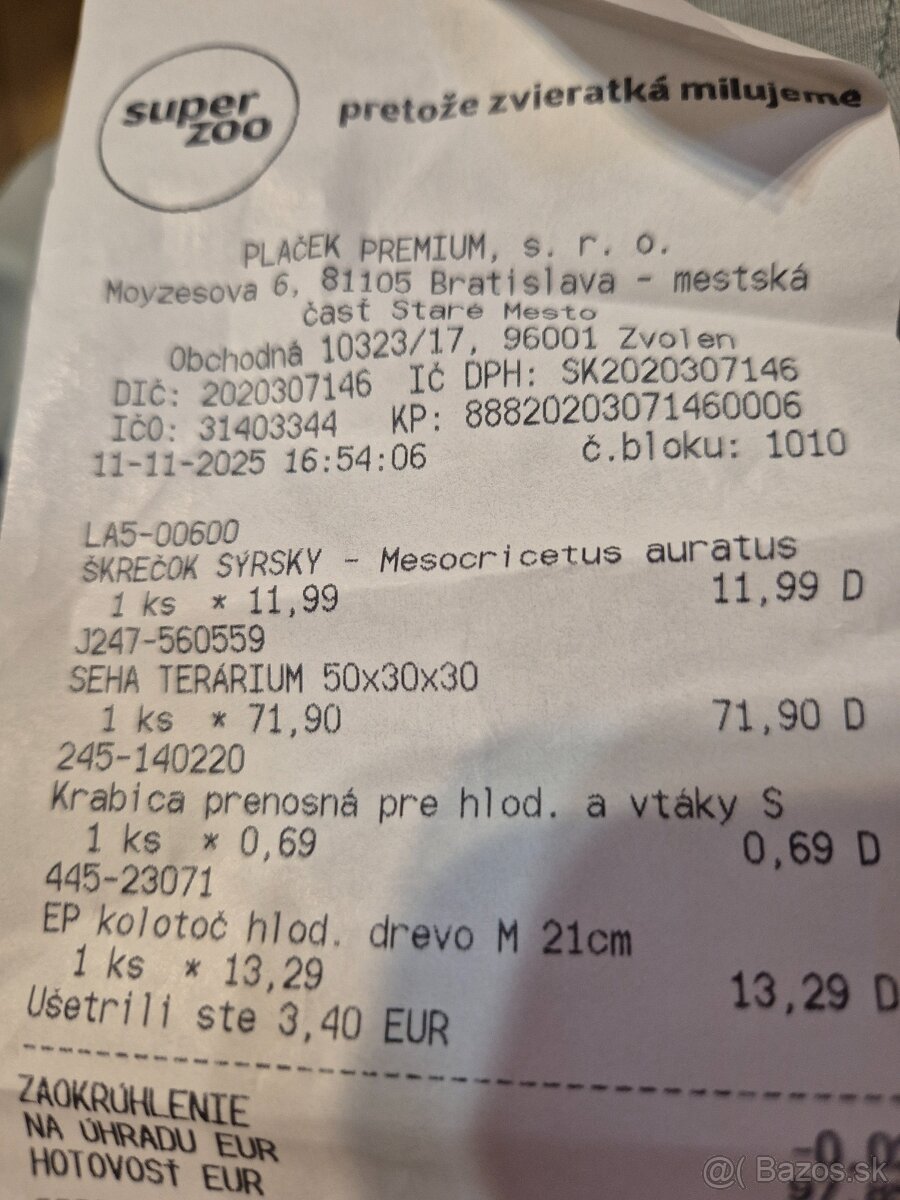 super zoo
pretože zvieratká milujeme
PLAČEK PREMIUM, s. r. o.
Moyzesova 6, 81105 Bratislava - mestská
časť Staré Mesto
Obchodná 10323/17, 96001 Zvolen
DIČ: 2020307146 IČ DPH: SK2020307146
IČO: 31403344 KP: 88820203071460006
11-11-2025 16:54:06 č.bloku: 1010
LA5-00600
ŠKREČOK SÝRSKY - Mesocricetus auratus
1 ks * 11,99 11,99 D
J247-560559
SEHA TERÁRIUM 50x30x30
1 ks * 71,90 71,90 D
245-140220
Krabica prenosná pre hlod. a vtáky S
1 ks * 0,69 0,69 D
445-23071
EP kolotoč hlod. drevo M 21cm
1 ks * 13,29 13,29 D
Ušetrili ste 3,40 EUR
ZAOKRÚHLENIE
NA ÚHRADU EUR
HOTOVOSŤ EUR
@( Bazos.sk